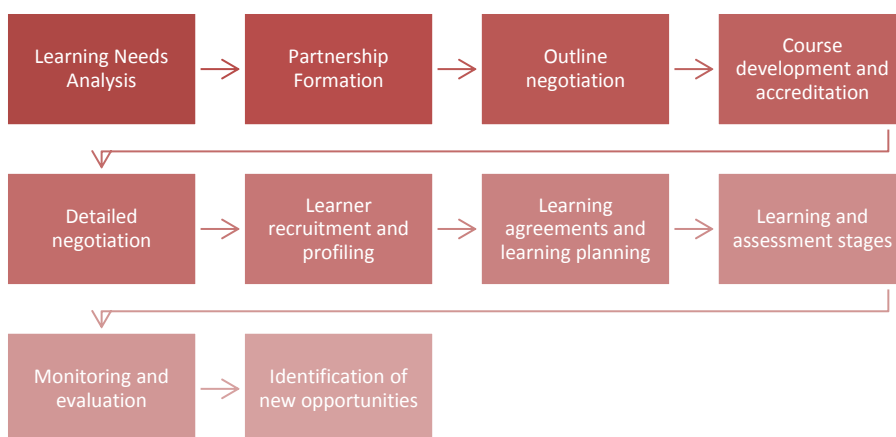 Learning Needs
Analysis
Partnership
Formation
Outline
negotiation
Course
development and
accreditation
Detailed
negotiation
Learner
recruitment and
profiling
Learning
agreements and
learning planning
Learning and
assessment stages
Monitoring and
evaluation
Identification of
new opportunities